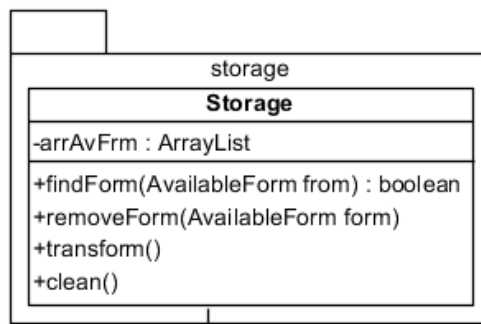 storage
Storage
-arrAvFrm : ArrayList
+findForm(AvailableForm from) : boolean
+removeForm(AvailableForm form)
+transform()
+clean()